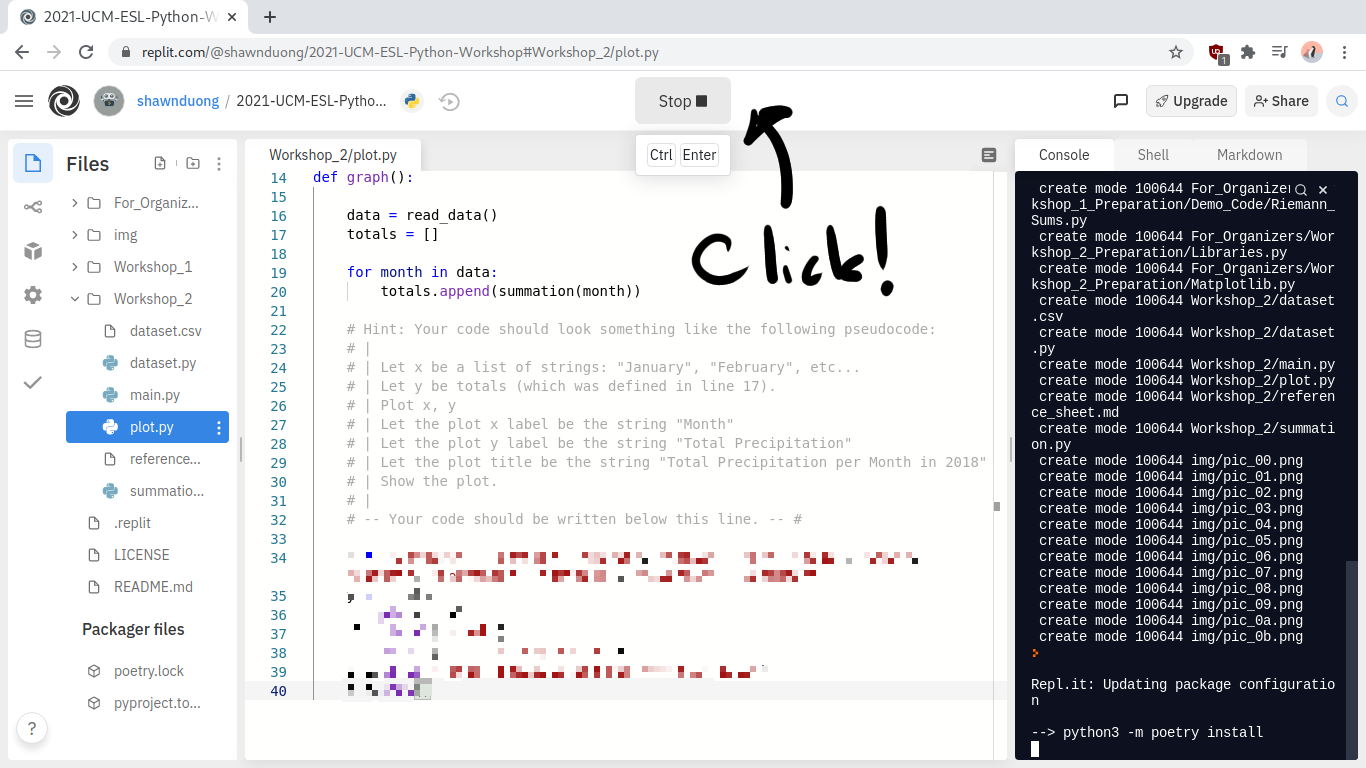 2021-UCM-ESL-Python-W
replit.com/@shawnduong/2021-UCM-ESL-Python-Workshop#Workshop_2/plot.py
1
shawnduong / 2021-UCM-ESL-Pytho...
Stop
Upgrade
Share
Ctrl Enter
Click!
Files
For_Organiz...
img
Workshop_1
Workshop_2
dataset.csv
dataset.py
main.py
plot.py
reference...
summatio...
.replit
LICENSE
README.md
Packager files
poetry.lock
pyproject.to...
?
Workshop_2/plot.py
14 def graph():
15
16 data = read_data()
17 totals = []
18
19 for month in data:
20 totals.append(summation(month))
21
22 # Hint: Your code should look something like the following pseudocode:
23 # |
24 # | Let x be a list of strings: "January", "February", etc...
25 # | Let y be totals (which was defined in line 17).
26 # | Plot x, y
27 # | Let the plot x label be the string "Month"
28 # | Let the plot y label be the string "Total Precipitation"
29 # | Let the plot title be the string "Total Precipitation per Month in 2018"
30 # | Show the plot.
31 # |
32 # -- Your code should be written below this line. -- #
33
34
35
36
37
38
39
40
Console Shell Markdown
create mode 100644 For_Organizer
kshop_1_Preparation/Demo_Code/Riemann_
Sums.py
create mode 100644 For_Organizers/Wor
kshop_2_Preparation/Libraries.py
create mode 100644 For_Organizers/Wor
kshop_2_Preparation/Matplotlib.py
create mode 100644 Workshop_2/dataset
.csv
create mode 100644 Workshop_2/dataset
.py
create mode 100644 Workshop_2/main.py
create mode 100644 Workshop_2/plot.py
create mode 100644 Workshop_2/referen
ce_sheet.md
create mode 100644 Workshop_2/summati
on.py
create mode 100644 img/pic_00.png
create mode 100644 img/pic_01.png
create mode 100644 img/pic_02.png
create mode 100644 img/pic_03.png
create mode 100644 img/pic_04.png
create mode 100644 img/pic_05.png
create mode 100644 img/pic_06.png
create mode 100644 img/pic_07.png
create mode 100644 img/pic_08.png
create mode 100644 img/pic_09.png
create mode 100644 img/pic_0a.png
create mode 100644 img/pic_0b.png
Repl.it: Updating package configuratio
n
--> python3 -m poetry install